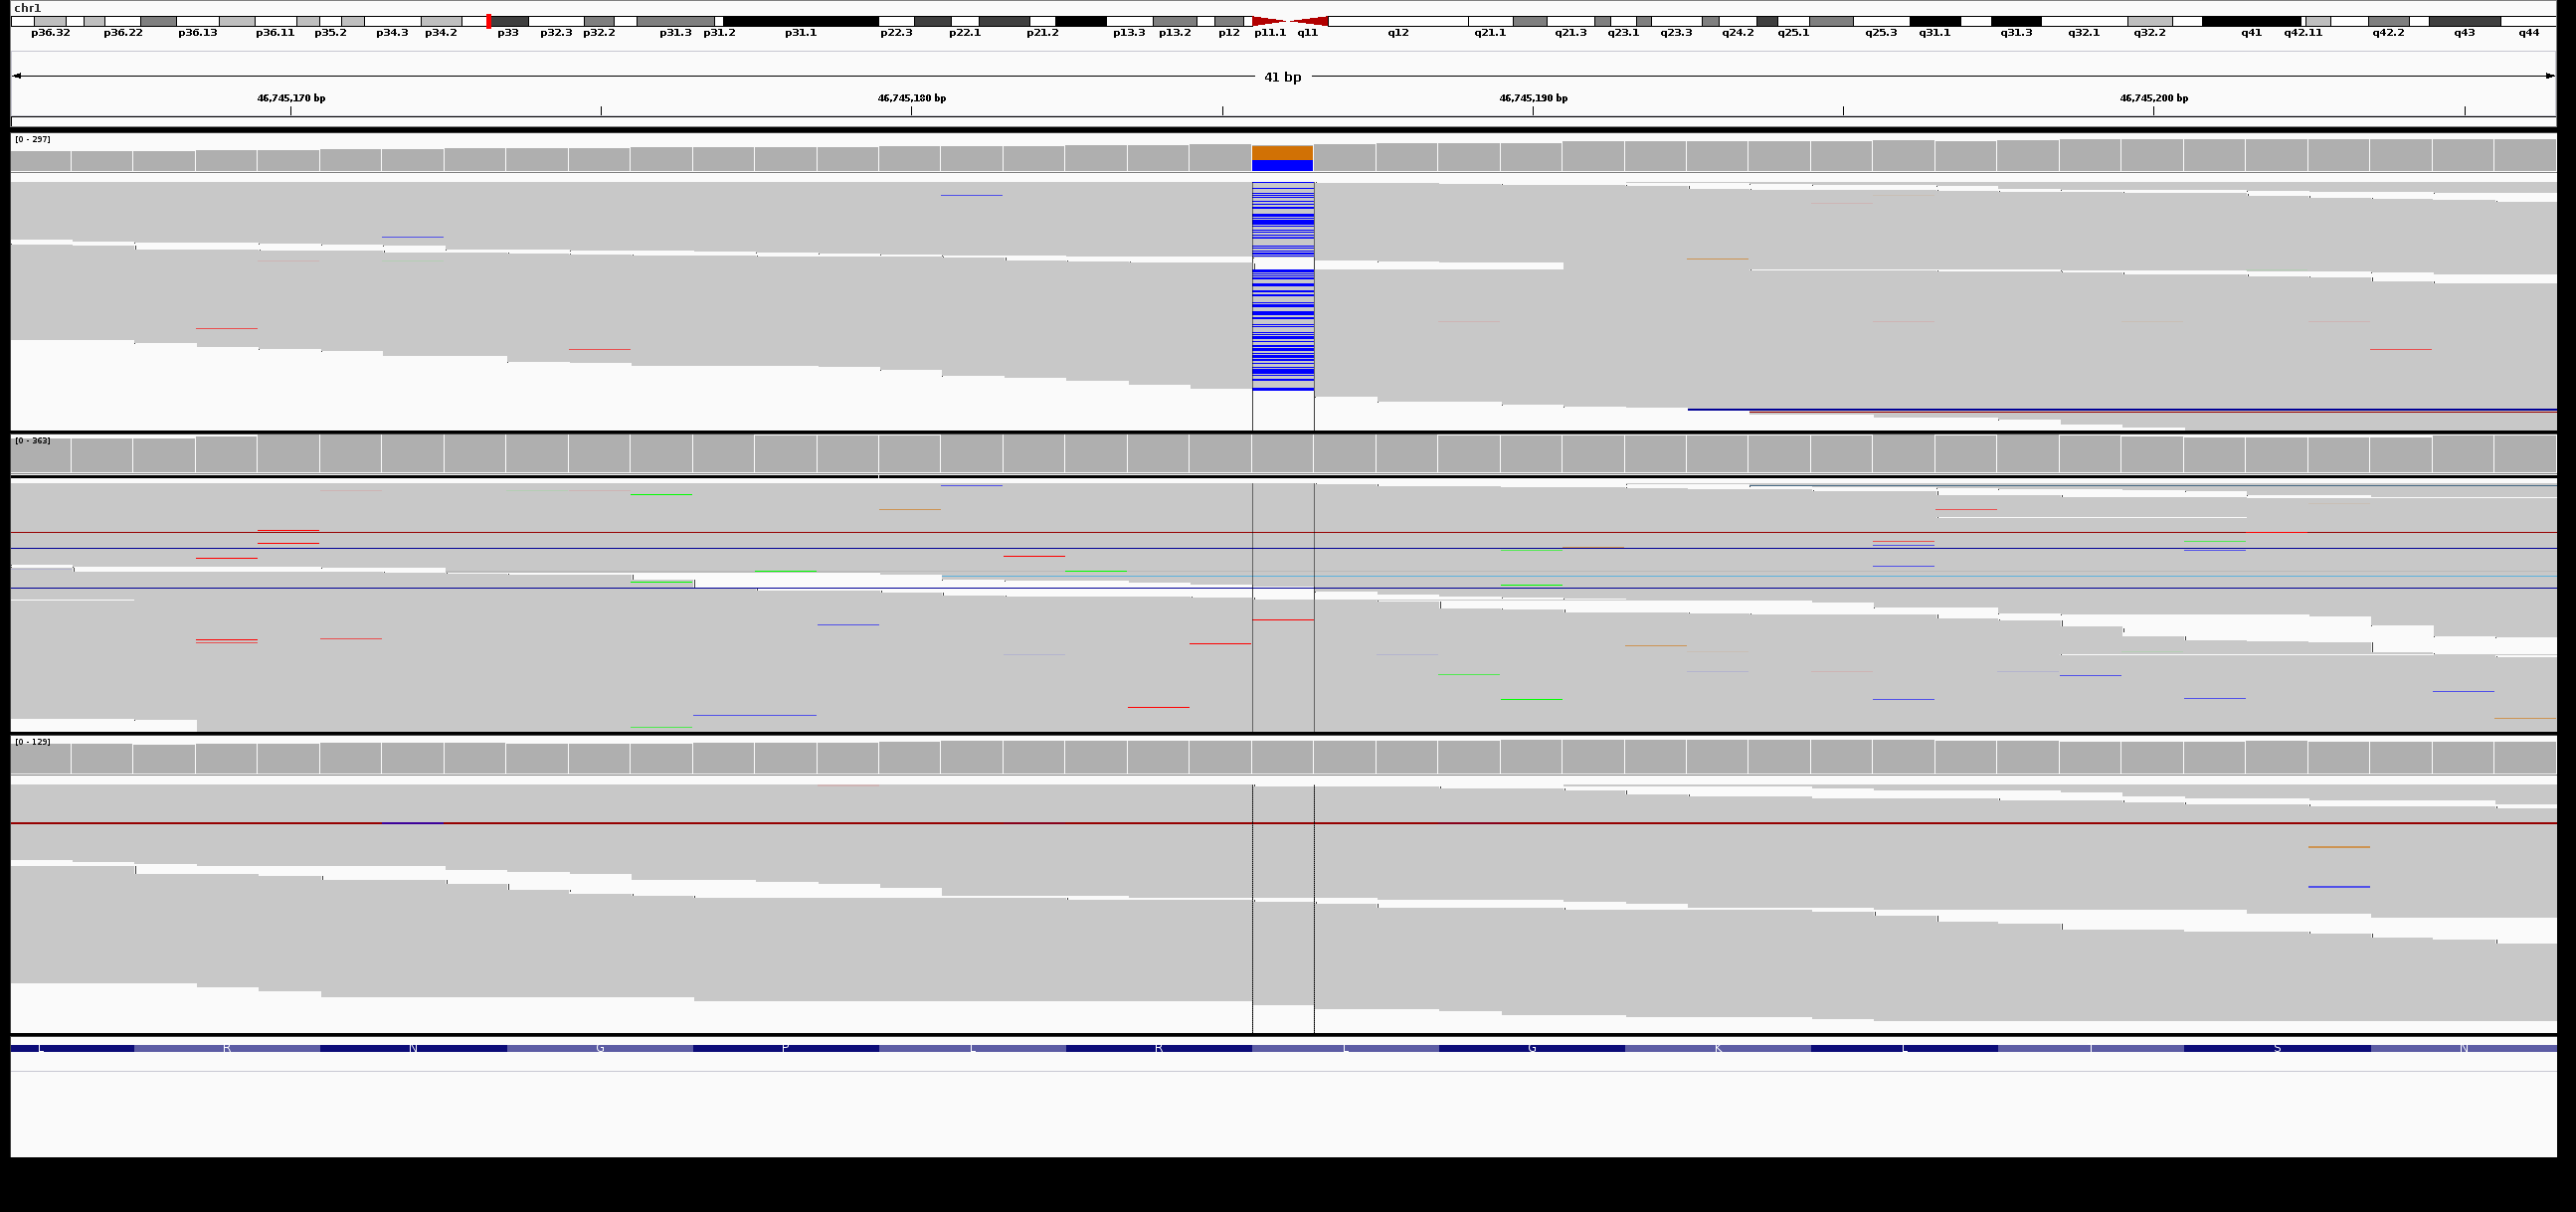 chr1
p36.32 p36.22 p36.13 p36.11 p35.2 p34.3 p34.2 p33 p32.3 p32.2 p31.3 p31.2 p31.1 p22.3 p22.1 p21.2 p13.3 p13.2 p12 p11.1 q11 q12 q21.1 q21.3 q23.1 q23.3 q24.2 q25.1 q25.3 q31.1 q31.3 q32.1 q32.2 q41 q42.11 q42.2 q43 q44
41 bp
46,745,170 bp 46,745,180 bp 46,745,190 bp 46,745,200 bp
[0 - 297]
[0 - 363]
[0 - 129]
L R N G P L R L G K L I S N